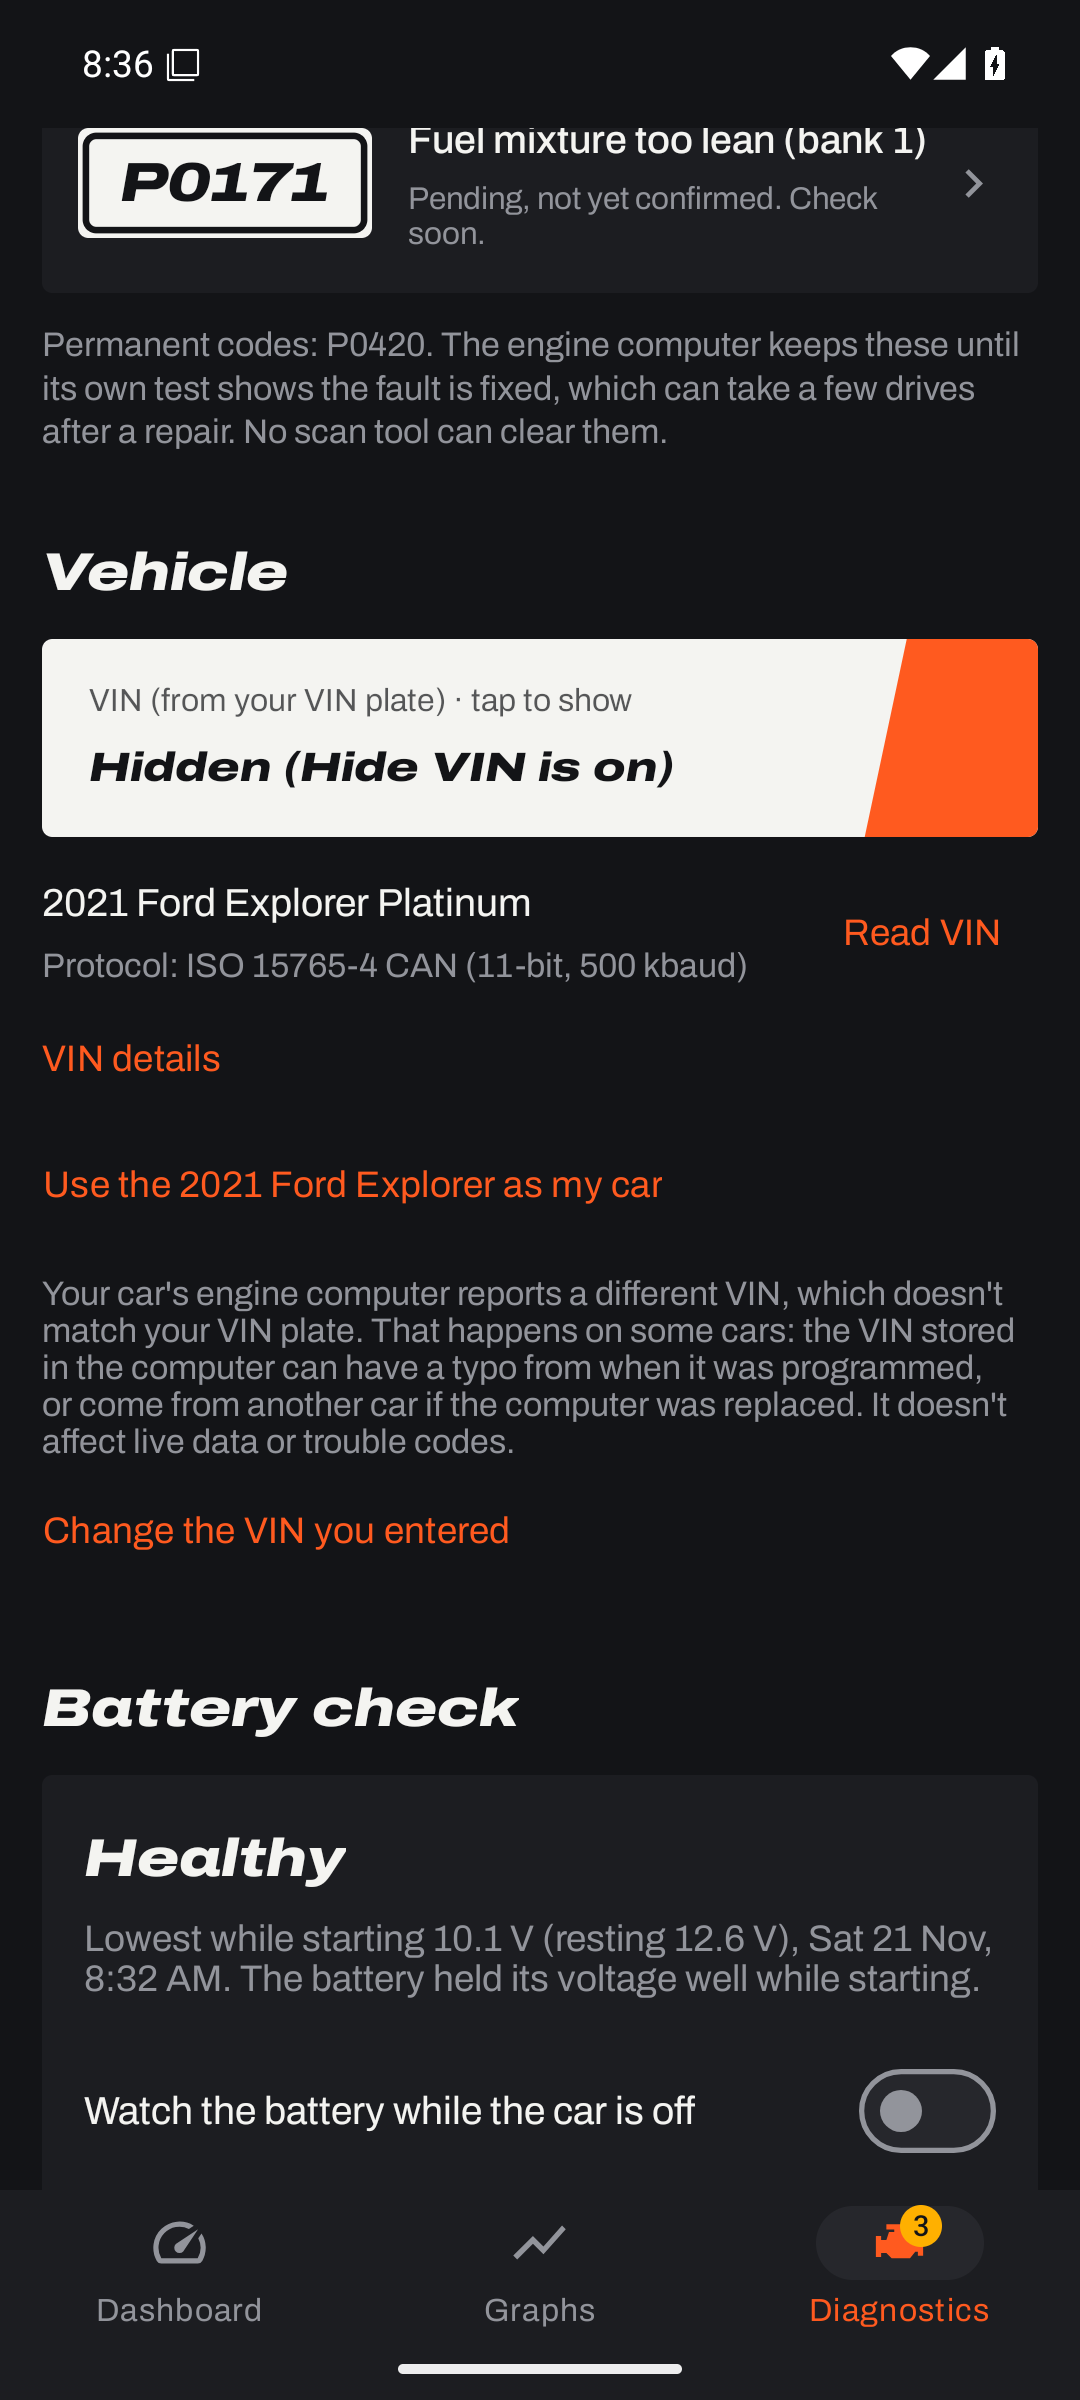 8:36
P0171
Fuel mixture too lean (bank 1)
Pending, not yet confirmed. Check
soon.
Permanent codes: P0420. The engine computer keeps these until
its own test shows the fault is fixed, which can take a few drives
after a repair. No scan tool can clear them.
Vehicle
VIN (from your VIN plate) · tap to show
Hidden (Hide VIN is on)
2021 Ford Explorer Platinum
Read VIN
Protocol: ISO 15765-4 CAN (11-bit, 500 kbaud)
VIN details
Use the 2021 Ford Explorer as my car
Your car's engine computer reports a different VIN, which doesn't
match your VIN plate. That happens on some cars: the VIN stored
in the computer can have a typo from when it was programmed,
or come from another car if the computer was replaced. It doesn't
affect live data or trouble codes.
Change the VIN you entered
Battery check
Healthy
Lowest while starting 10.1 V (resting 12.6 V), Sat 21 Nov,
8:32 AM. The battery held its voltage well while starting.
Watch the battery while the car is off
3
Dashboard
Graphs
Diagnostics